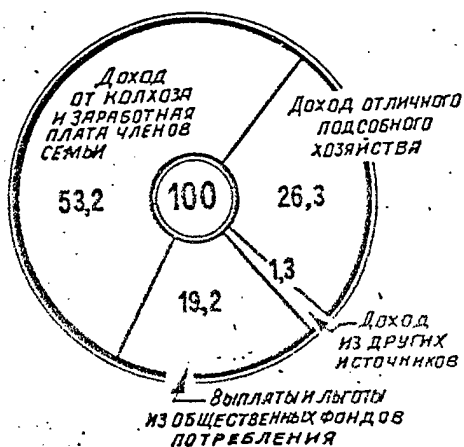 ДОХОД
ОТ КОЛХОЗА
И ЗАРАБОТНАЯ
ПЛАТА ЧЛЕНОВ
СЕМЬИ
53,2
100
ДОХОД ОТ ЛИЧНОГО
ПОДСОБНОГО
ХОЗЯЙСТВА
26,3
1,3
19,2
ДОХОД
ИЗ ДРУГИХ
ИСТОЧНИКОВ
ВЫПЛАТЫ И ЛЬГОТЫ
ИЗ ОБЩЕСТВЕННЫХ ФОНДОВ
ПОТРЕБЛЕНИЯ